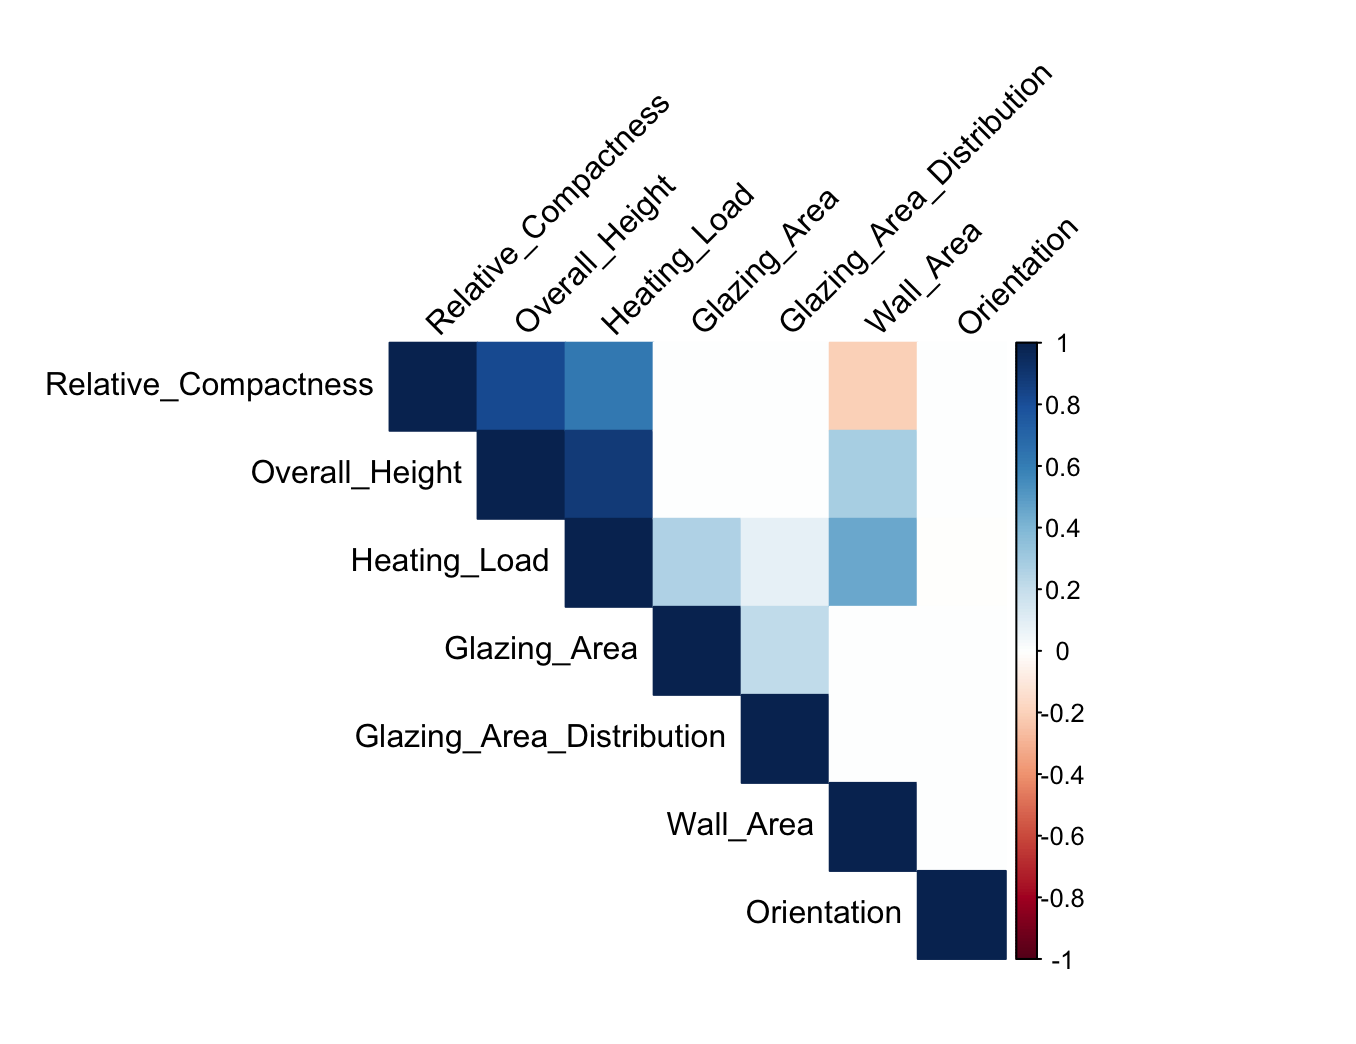 Relative_Compactness
Overall_Height
Heating_Load
Glazing_Area
Glazing_Area_Distribution
Wall_Area
Orientation
Relative_Compactness
Overall_Height
Heating_Load
Glazing_Area
Glazing_Area_Distribution
Wall_Area
Orientation
1
0.8
0.6
0.4
0.2
0
-0.2
-0.4
-0.6
-0.8
-1